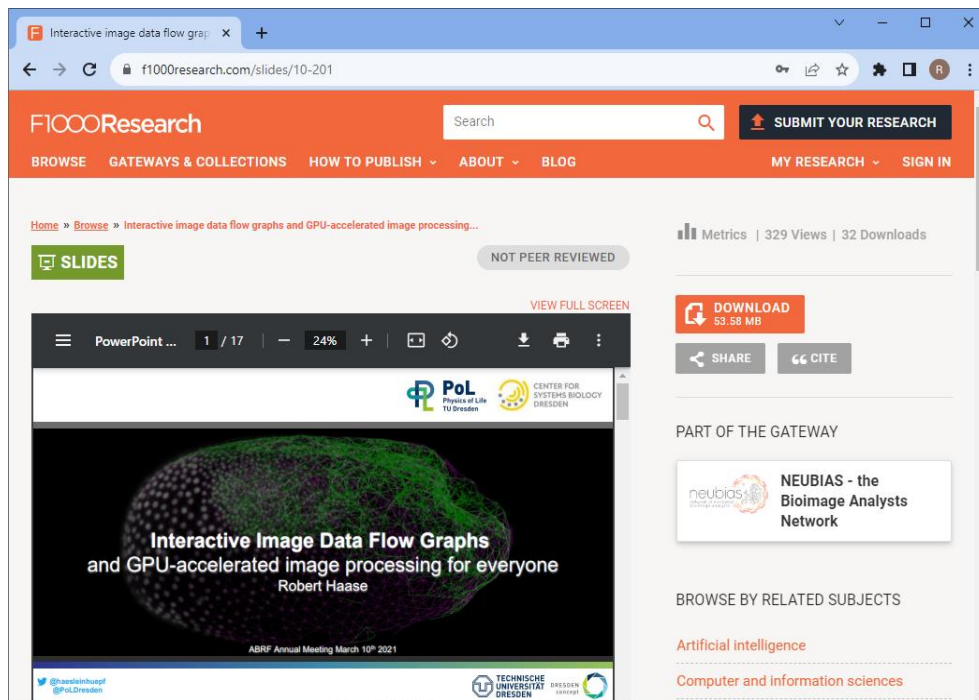 Interactive image data flow grap
f1000research.com/slides/10-201
R
F1000Research
Search
SUBMIT YOUR RESEARCH
BROWSE GATEWAYS & COLLECTIONS HOW TO PUBLISH ABOUT BLOG MY RESEARCH SIGN IN
Home » Browse » Interactive image data flow graphs and GPU-accelerated image processing...
SLIDES
NOT PEER REVIEWED
VIEW FULL SCREEN
PowerPoint ... 1 / 17 24%
PoL
Physics of Life
TU Dresden
CENTER FOR
SYSTEMS BIOLOGY
DRESDEN
Interactive Image Data Flow Graphs
and GPU-accelerated image processing for everyone
Robert Haase
ABRF Annual Meeting March 10th 2021
@haesleinhuepf
@PoLDresden
TECHNISCHE
UNIVERSITÄT
DRESDEN
DRESDEN
concept
Metrics | 329 Views | 32 Downloads
DOWNLOAD
53.58 MB
SHARE
CITE
PART OF THE GATEWAY
neubias
NEUBIAS - the
Bioimage Analysts
Network
BROWSE BY RELATED SUBJECTS
Artificial intelligence
Computer and information sciences